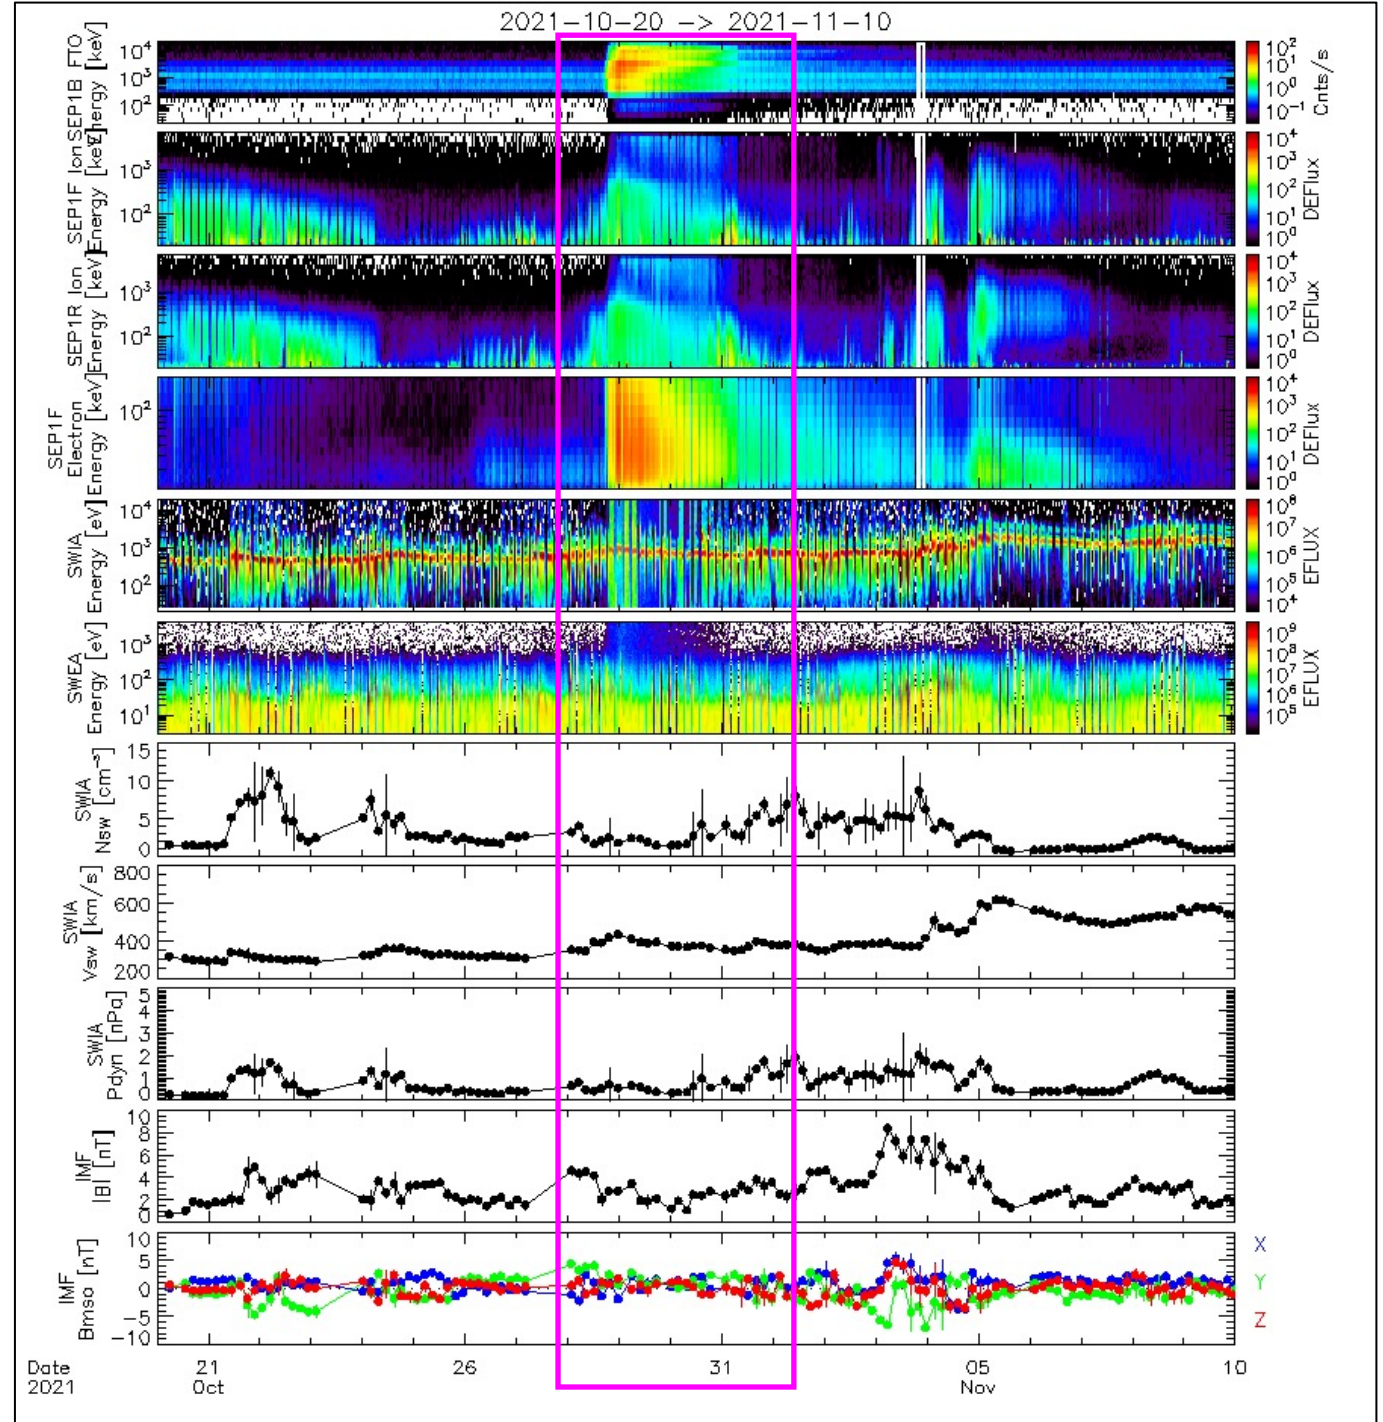 2021-10-20 -> 2021-11-10
SEP1B FTO
Energy [keV]
10⁴
10³
10²
10²
10¹
10⁰
10⁻¹
Cnts/s
SEP1F Ion
Energy [keV]
10³
10²
10⁴
10³
10²
10¹
10⁰
DEFlux
SEP1R Ion
Energy [keV]
10³
10²
10⁴
10³
10²
10¹
10⁰
DEFlux
SEP1F
Electron
Energy [keV]
10²
10⁴
10³
10²
10¹
10⁰
DEFlux
SWIA
Energy [eV]
10⁴
10³
10²
10⁸
10⁷
10⁶
10⁵
10⁴
EFLUX
SWEA
Energy [eV]
10³
10²
10¹
10⁹
10⁸
10⁷
10⁶
10⁵
EFLUX
SWIA
Nsw [cm⁻³]
15
10
5
0
SWIA
Vsw [km/s]
800
600
400
200
SWIA
Pdyn [nPa]
5
4
3
2
1
0
IMF
|B| [nT]
10
8
6
4
2
0
IMF
Bmso [nT]
10
5
0
-5
-10
X
Y
Z
Date 21 26 31 05 10
2021 Oct Nov